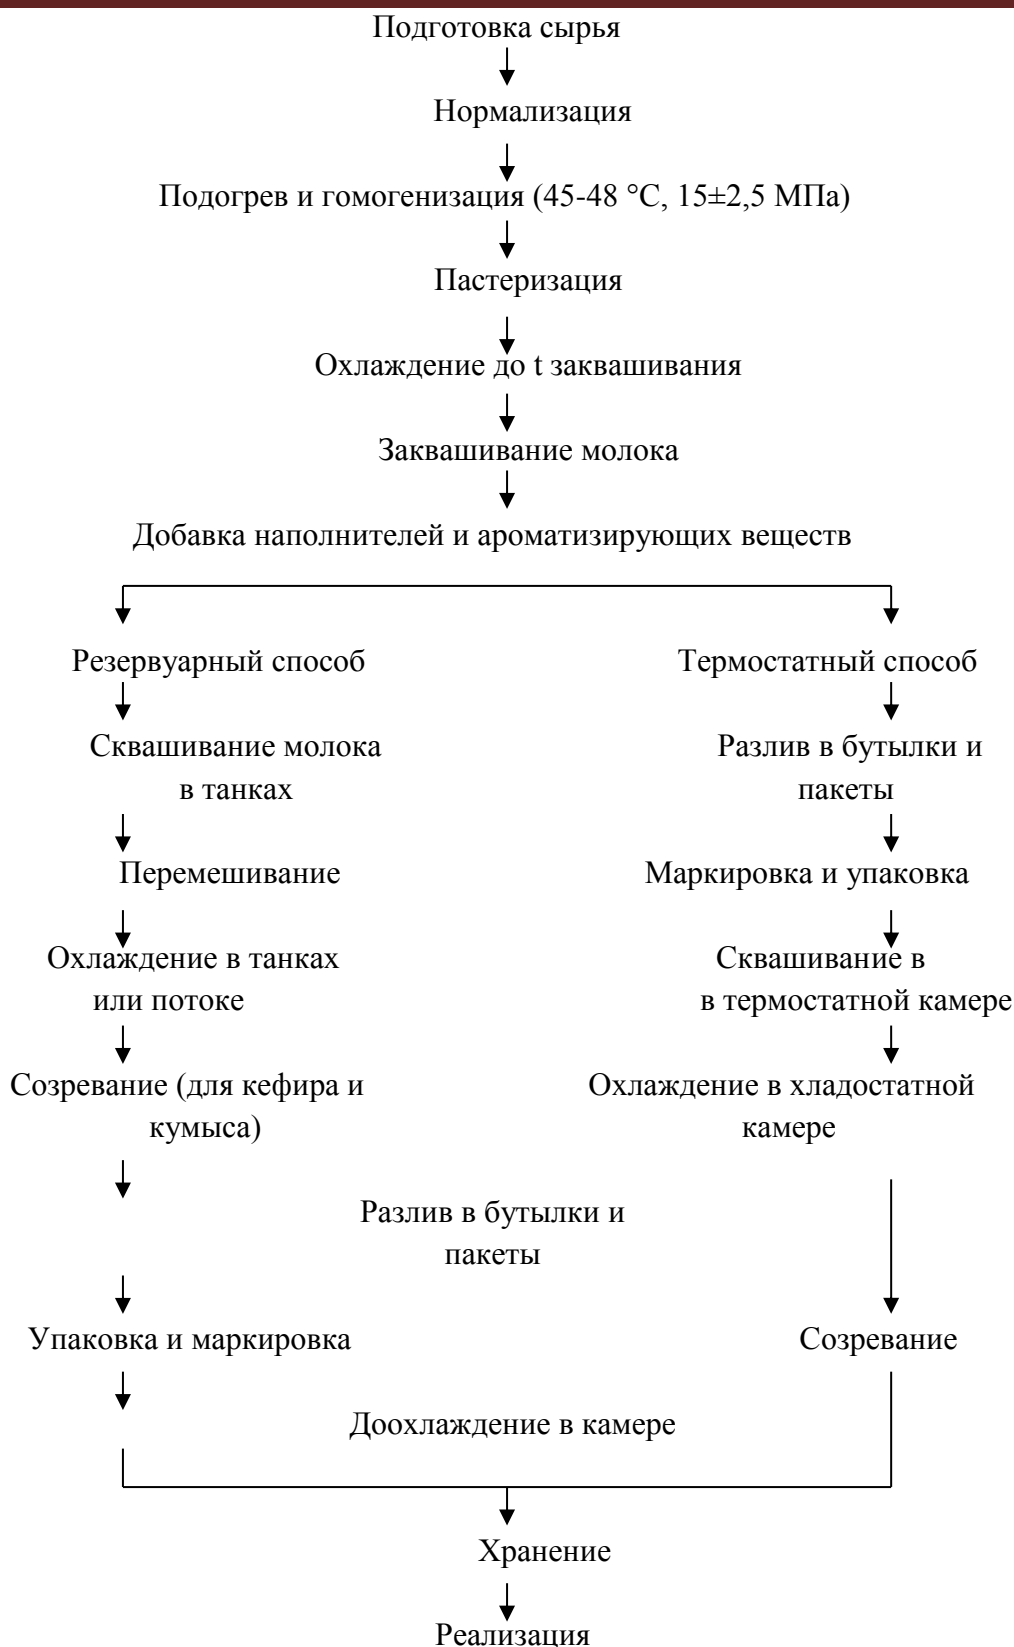 Подготовка сырья
Нормализация
Подогрев и гомогенизация (45-48 °С, 15±2,5 МПа)
Пастеризация
Охлаждение до t заквашивания
Заквашивание молока
Добавка наполнителей и ароматизирующих веществ
Резервуарный способ
Термостатный способ
Сквашивание молока
в танках
Разлив в бутылки и
пакеты
Перемешивание
Маркировка и упаковка
Охлаждение в танках
или потоке
Сквашивание в
в термостатной камере
Созревание (для кефира и
кумыса)
Охлаждение в хладостатной
камере
Разлив в бутылки и
пакеты
Упаковка и маркировка
Созревание
Доохлаждение в камере
Хранение
Реализация